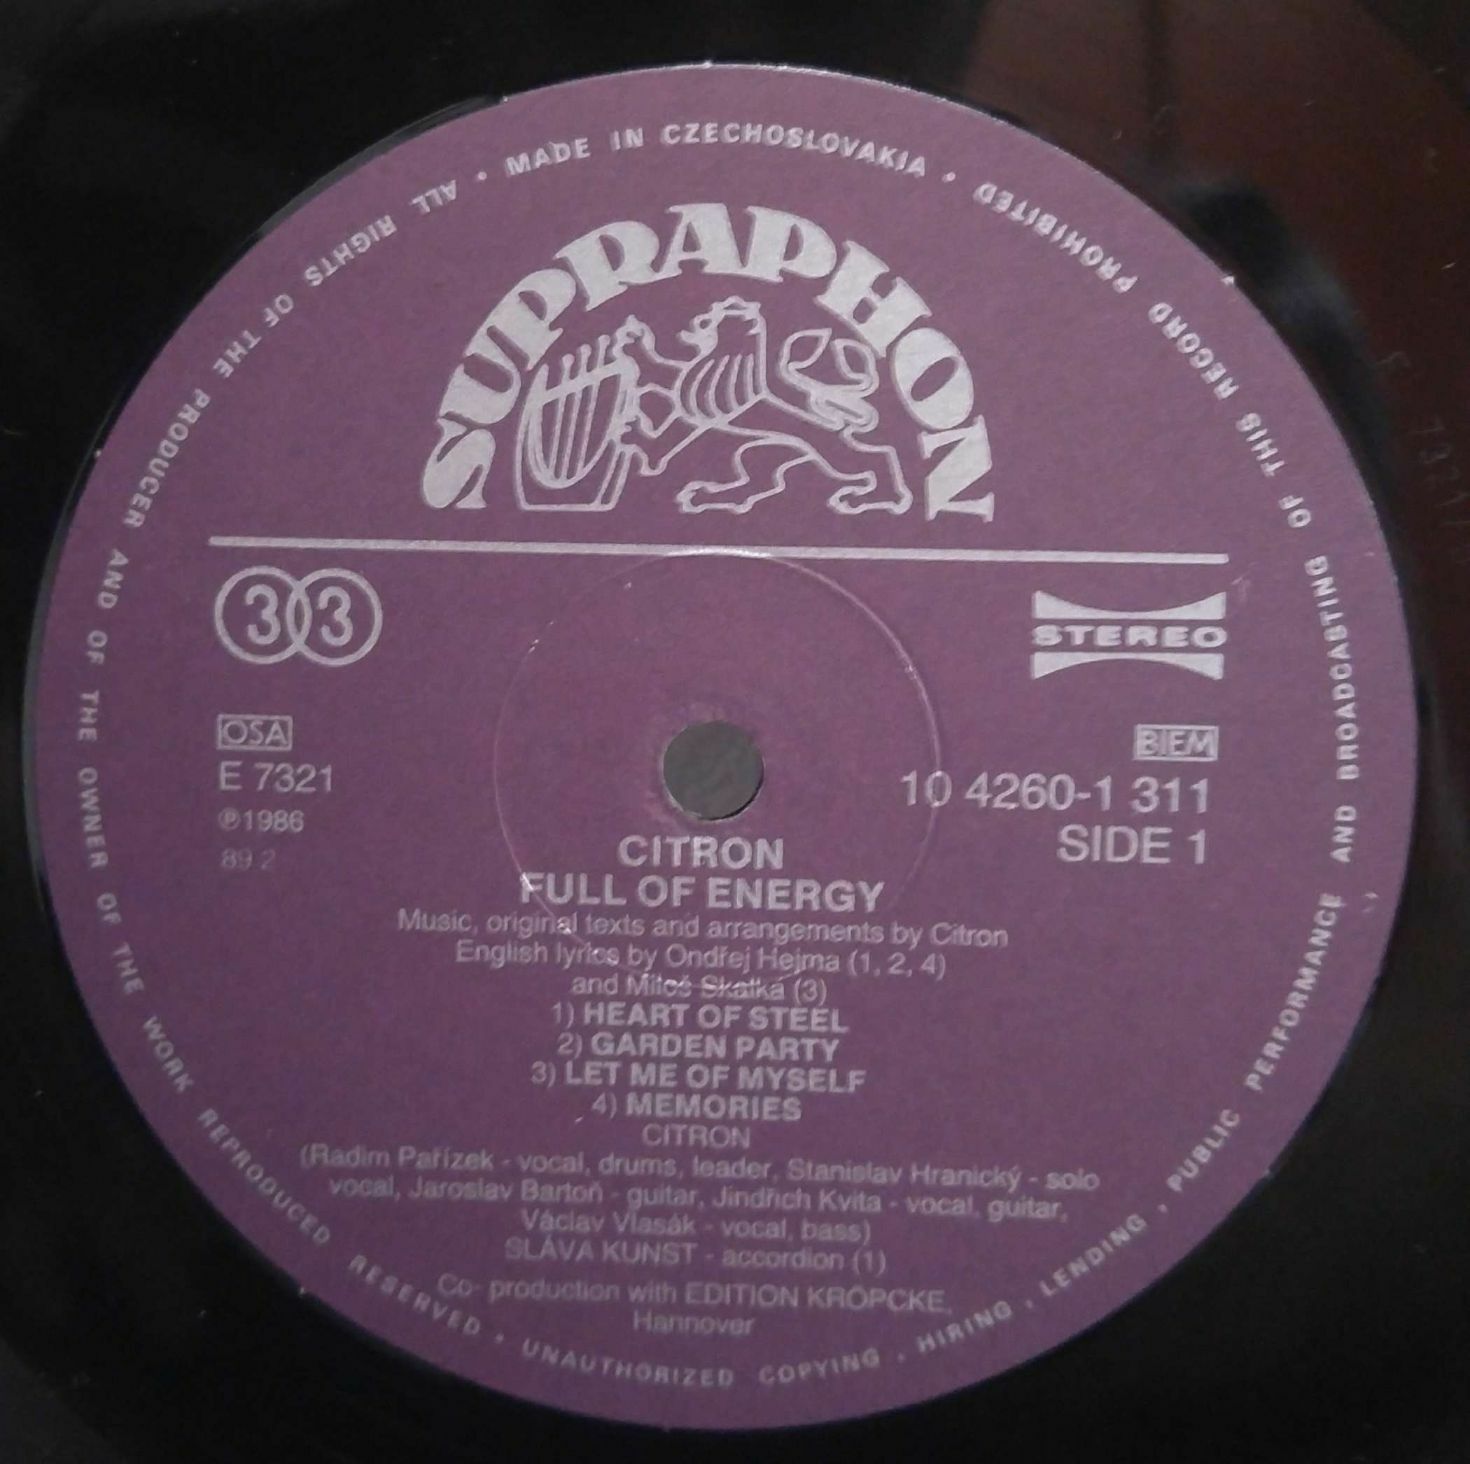 MADE IN CZECHOSLOVAKIA • ALL RIGHTS OF THE PRODUCER AND OF THE OWNER OF THE WORK REPRODUCED RESERVED • UNAUTHORIZED COPYING, HIRING, LENDING, PUBLIC PERFORMANCE AND BROADCASTING OF THIS RECORD PROHIBITED •
SUPRAPHON
33
STEREO
OSA
BIEM
E 7321
10 4260-1 311
℗1986
SIDE 1
89 2
CITRON
FULL OF ENERGY
Music, original texts and arrangements by Citron
English lyrics by Ondřej Hejma (1, 2, 4)
and Miloš Skalka (3)
1) HEART OF STEEL
2) GARDEN PARTY
3) LET ME OF MYSELF
4) MEMORIES
CITRON
(Radim Pařízek - vocal, drums, leader, Stanislav Hranický - solo
vocal, Jaroslav Bartoň - guitar, Jindřich Kvita - vocal, guitar,
Václav Vlasák - vocal, bass)
SLÁVA KUNST - accordion (1)
Co- production with EDITION KROPCKE,
Hannover